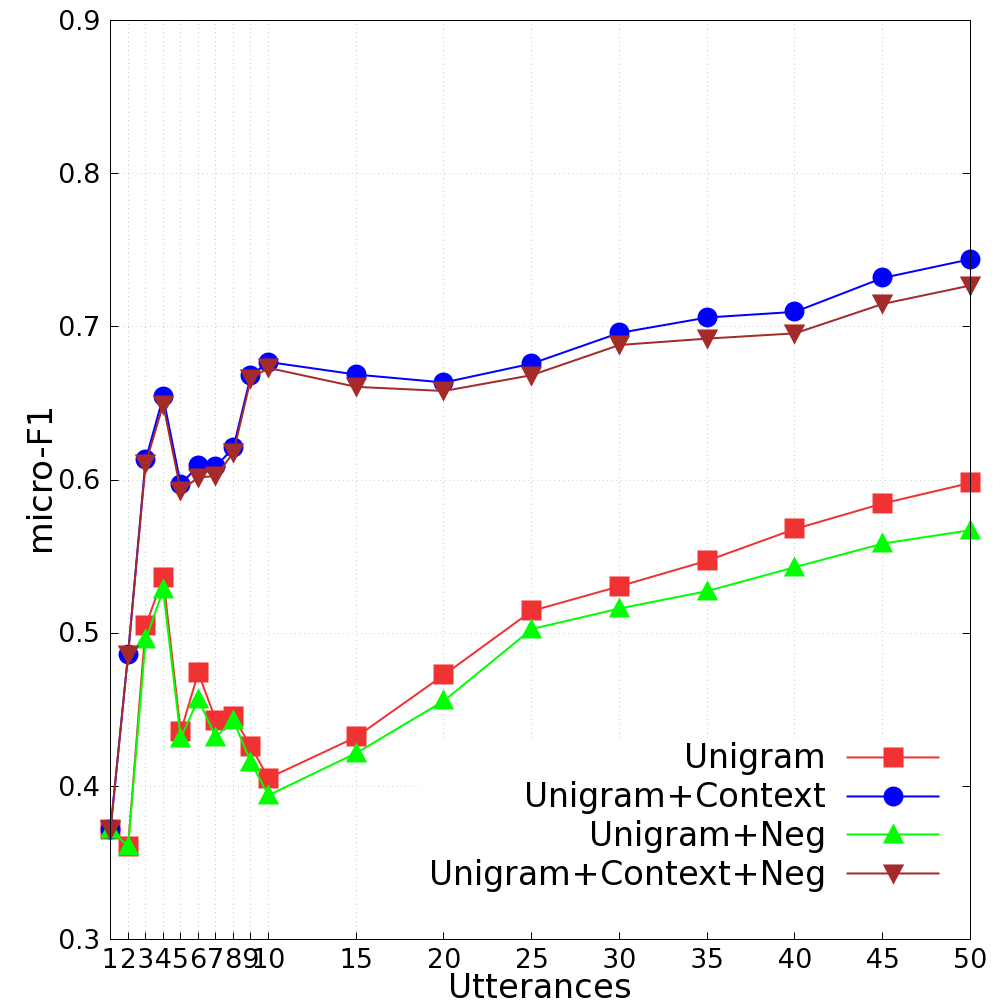 0.9
0.8
0.7
0.6
0.5
0.4
0.3
micro-F1
Unigram
Unigram+Context
Unigram+Neg
Unigram+Context+Neg
1 2 3 4 5 6 7 8 9 10 15 20 25 30 35 40 45 50
Utterances